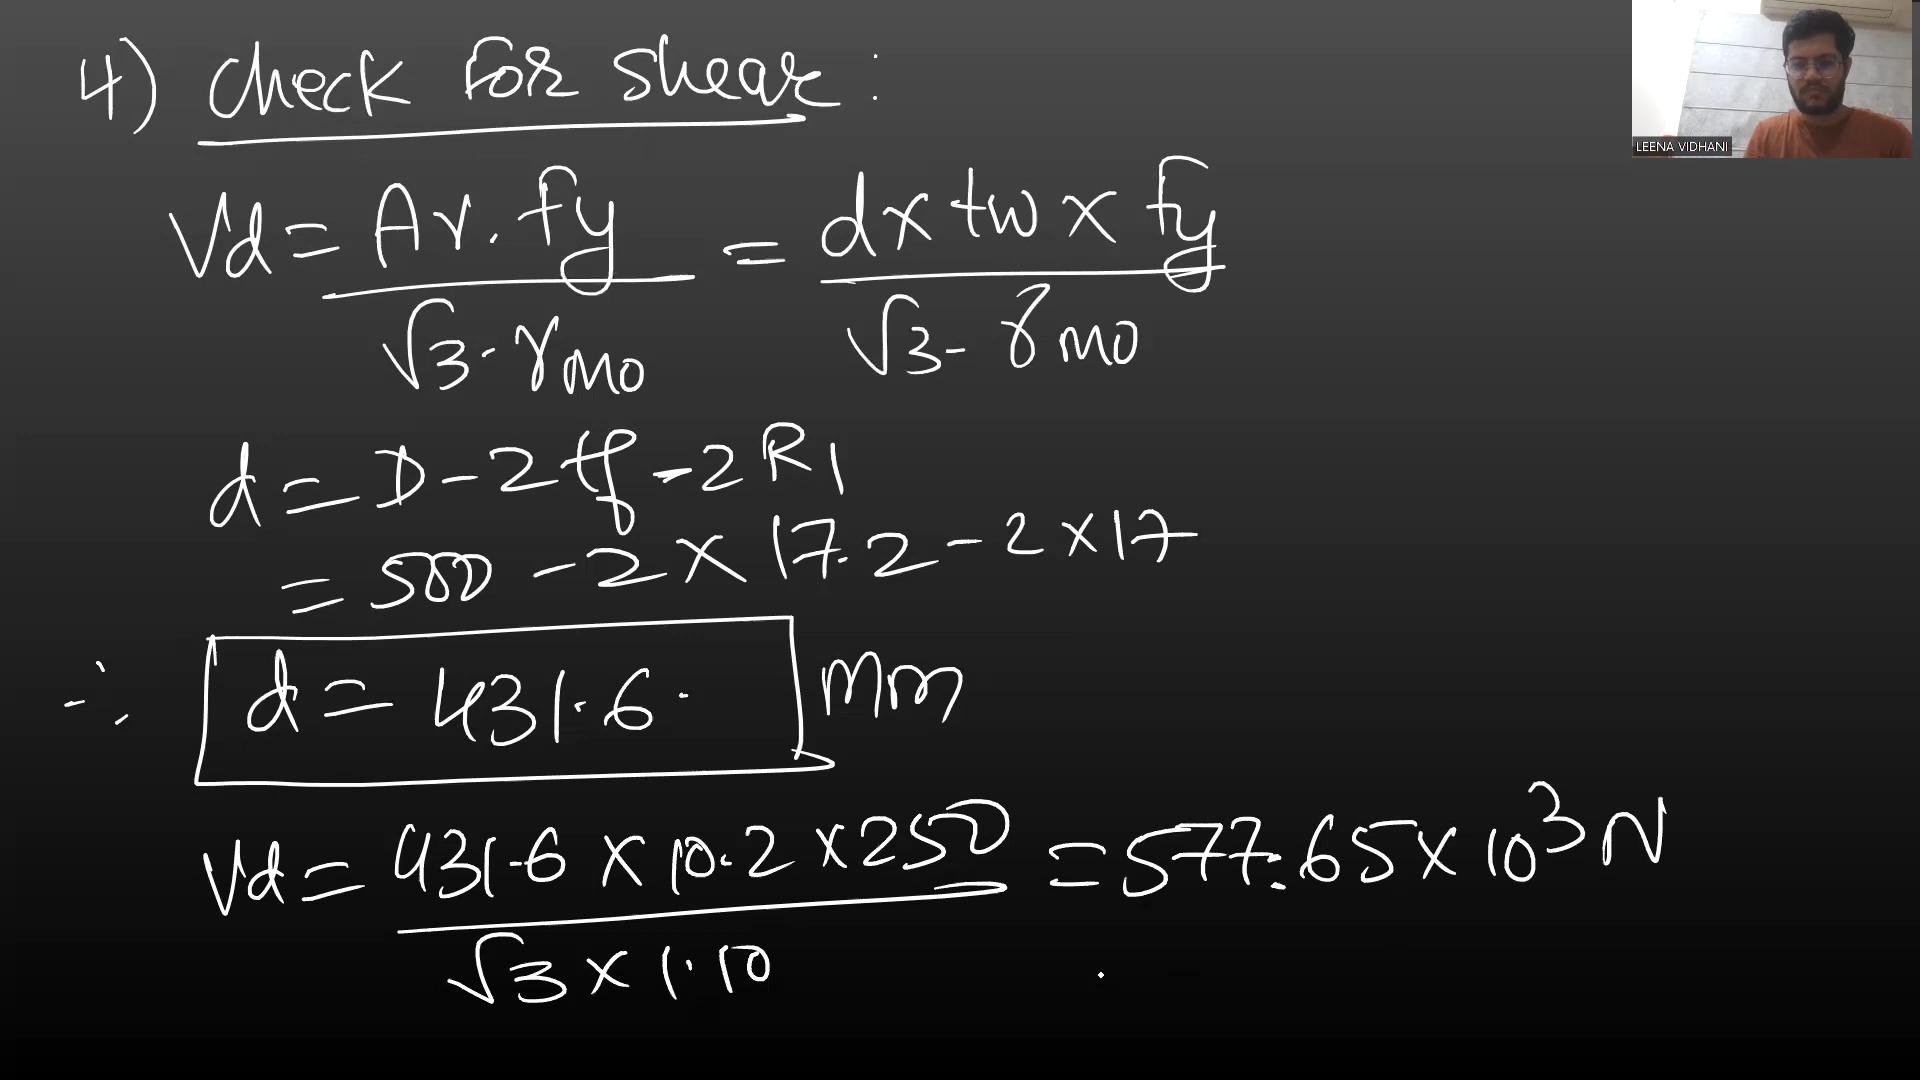 4) Check For shear :
LEENA VIDHANI
Vd = Av. fy / √3 · γmo = d x tw x fy / √3 - γmo
d = D - 2tf - 2R1
= 500 - 2 x 17.2 - 2 x 17
∴ d = 431.6. mm
Vd = 431.6 x 10.2 x 250 / √3 x 1.10 = 577.65 x 10³ N